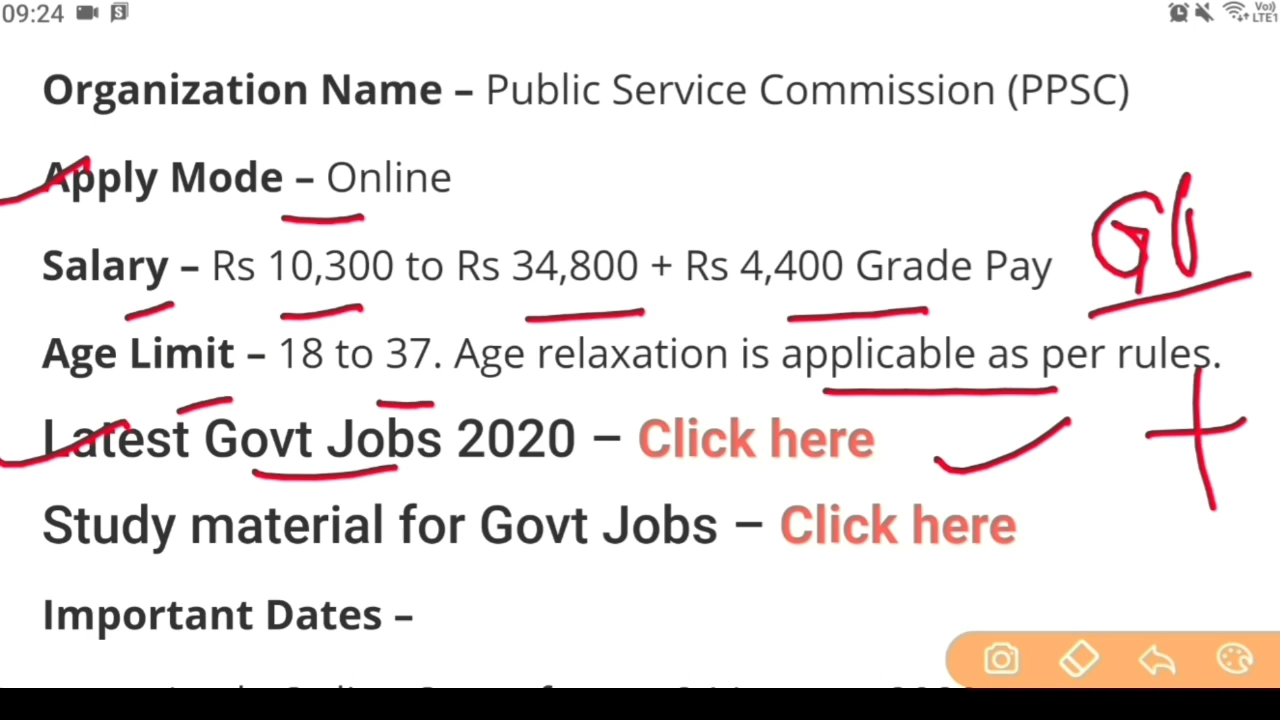 09:24
Vo))
LTE1
Organization Name – Public Service Commission (PPSC)
Apply Mode – Online
Salary – Rs 10,300 to Rs 34,800 + Rs 4,400 Grade Pay
Age Limit – 18 to 37. Age relaxation is applicable as per rules.
Latest Govt Jobs 2020 – Click here
Study material for Govt Jobs – Click here
Important Dates –